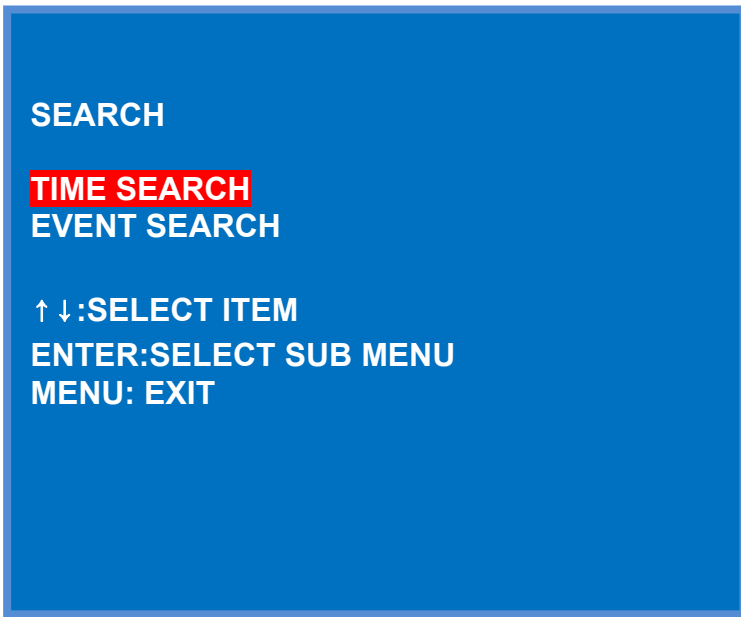 SEARCH
TIME SEARCH
EVENT SEARCH
↑↓:SELECT ITEM
ENTER:SELECT SUB MENU
MENU: EXIT